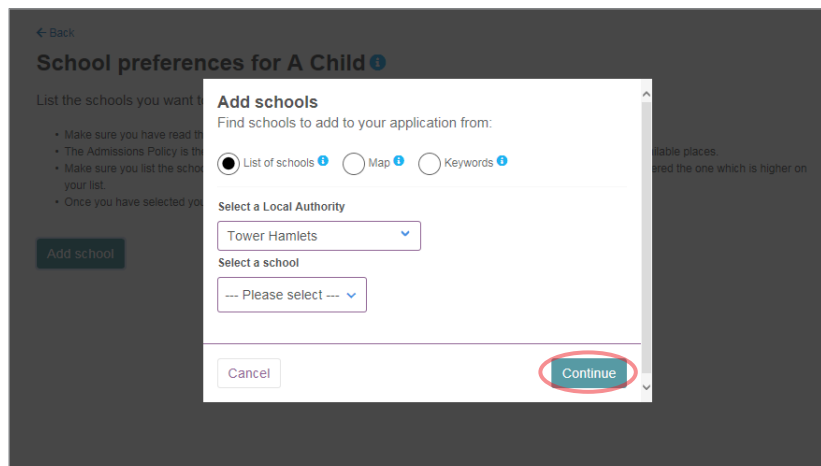 Back
School preferences for A Child
List the schools you want t
Make sure you have read th
The Admissions Policy is the
ilable places.
Make sure you list the schoo
ered the one which is higher on
your list.
Once you have selected you
Add school
Add schools
Find schools to add to your application from:
List of schools Map Keywords
Select a Local Authority
Tower Hamlets
Select a school
--- Please select ---
Cancel
Continue